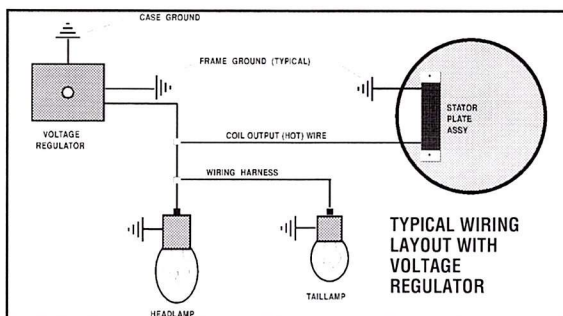 CASE GROUND
FRAME GROUND (TYPICAL)
VOLTAGE
REGULATOR
STATOR
PLATE
ASSY
COIL OUTPUT (HOT) WIRE
WIRING HARNESS
TYPICAL WIRING
LAYOUT WITH
VOLTAGE
REGULATOR
TAILLAMP
HEADLAMP